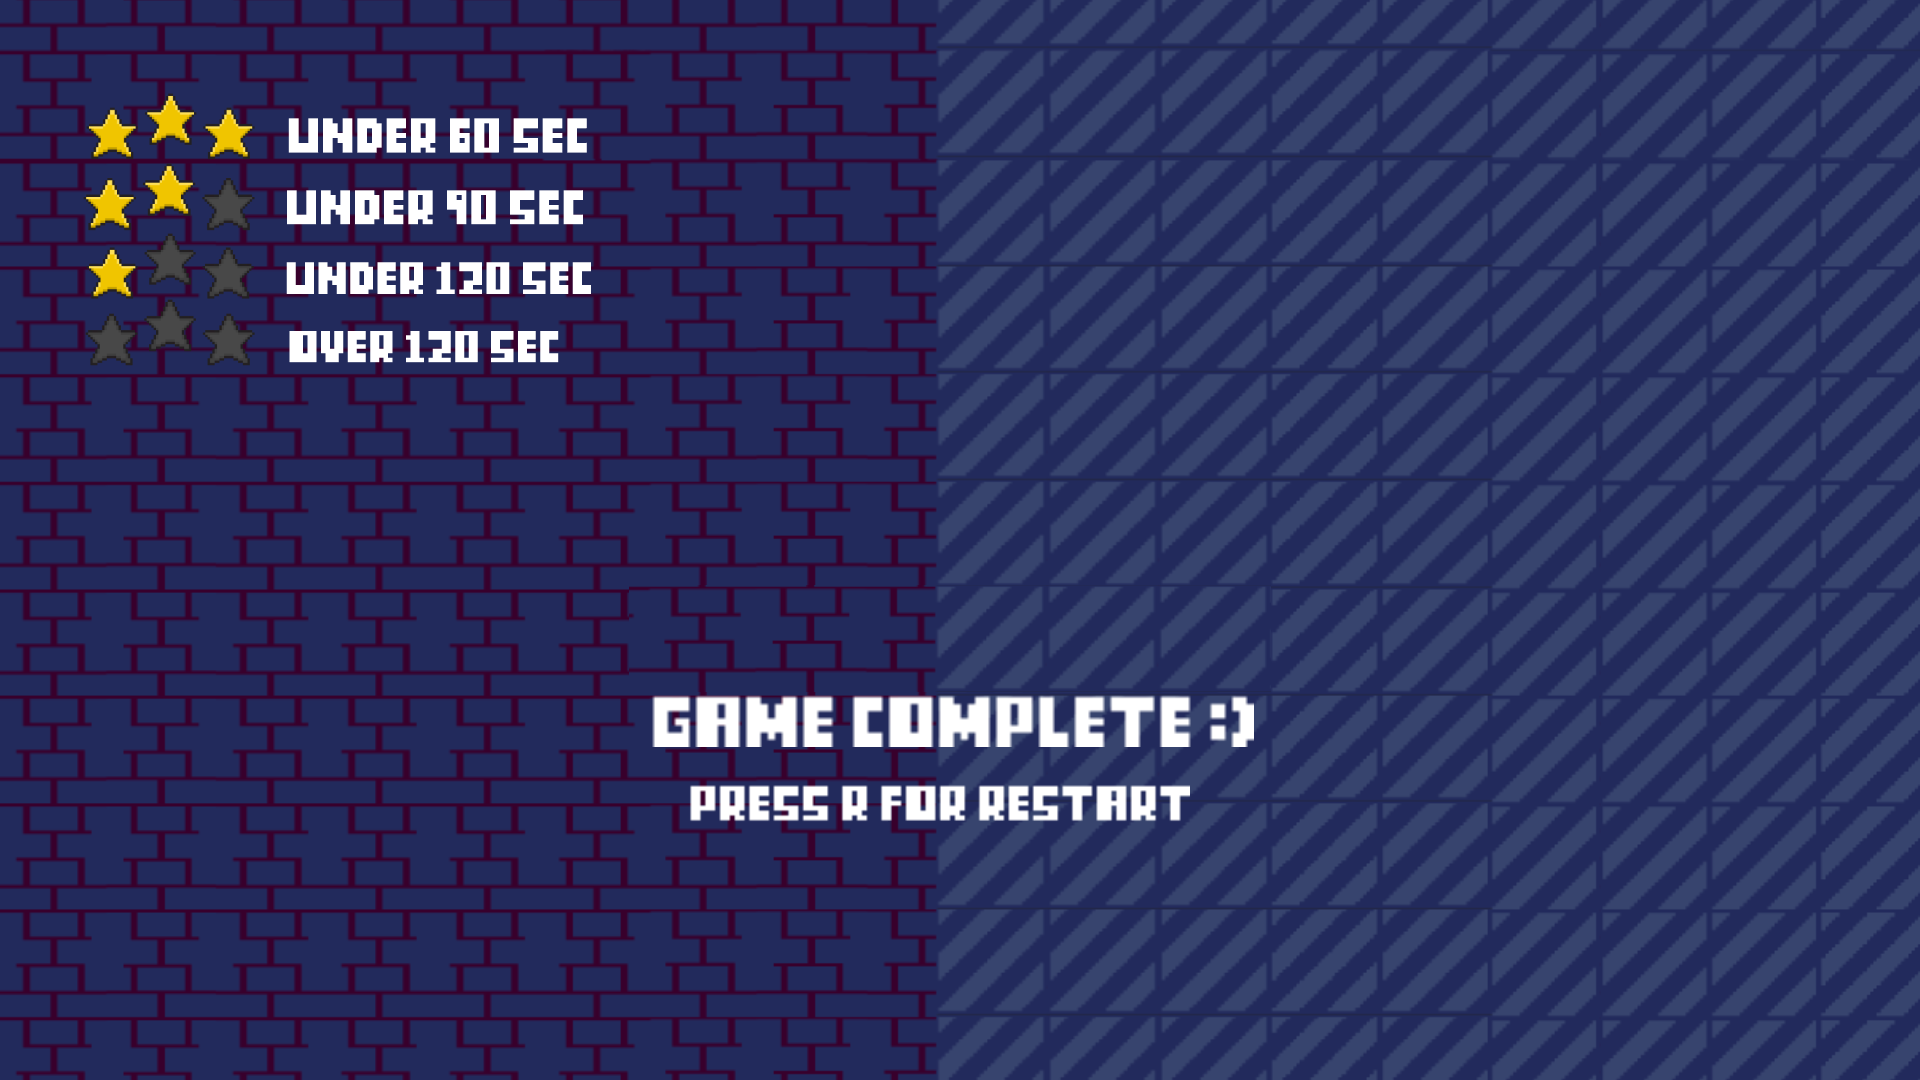 UNDER 60 SEC
UNDER 90 SEC
UNDER 120 SEC
OVER 120 SEC
GAME COMPLETE :)
PRESS R FOR RESTART